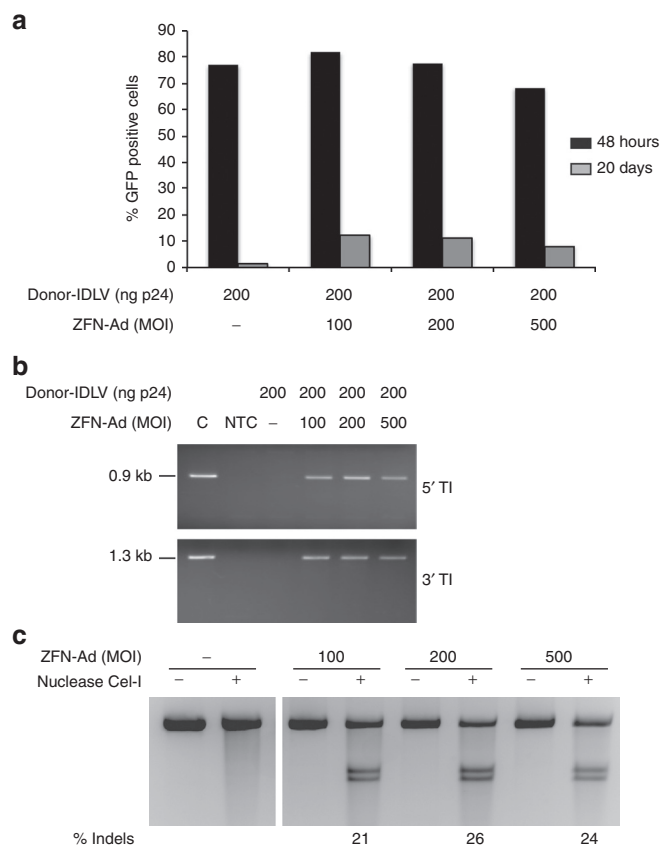 a
% GFP positive cells
90
80
70
60
50
40
30
20
10
0
48 hours
20 days
Donor-IDLV (ng p24) 200 200 200 200
ZFN-Ad (MOI) – 100 200 500
b
Donor-IDLV (ng p24) 200 200 200 200
ZFN-Ad (MOI) C NTC – 100 200 500
0.9 kb
5′ TI
1.3 kb
3′ TI
c
ZFN-Ad (MOI) – 100 200 500
Nuclease Cel-I – + – + – + – +
% Indels 21 26 24